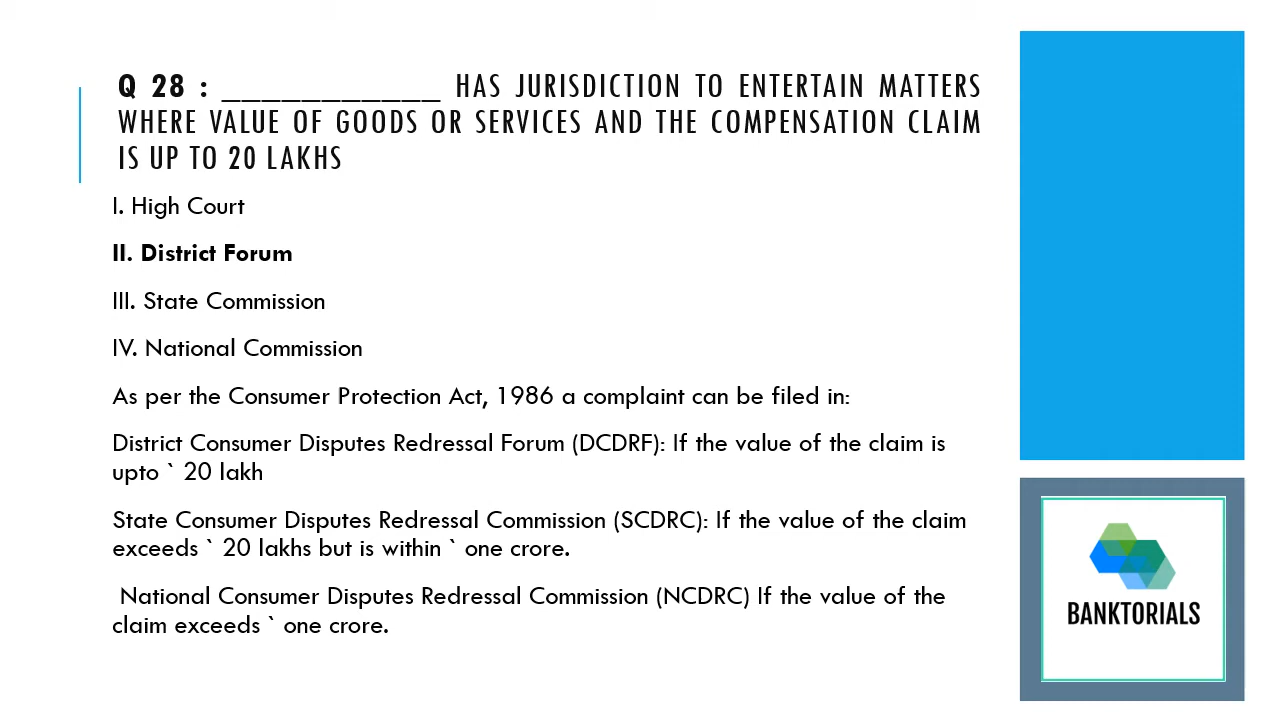 Q 28 : ___________ HAS JURISDICTION TO ENTERTAIN MATTERS
WHERE VALUE OF GOODS OR SERVICES AND THE COMPENSATION CLAIM
IS UP TO 20 LAKHS
I. High Court
II. District Forum
III. State Commission
IV. National Commission
As per the Consumer Protection Act, 1986 a complaint can be filed in:
District Consumer Disputes Redressal Forum (DCDRF): If the value of the claim is
upto ` 20 lakh
State Consumer Disputes Redressal Commission (SCDRC): If the value of the claim
exceeds ` 20 lakhs but is within ` one crore.
National Consumer Disputes Redressal Commission (NCDRC) If the value of the
claim exceeds ` one crore.
BANKTORIALS